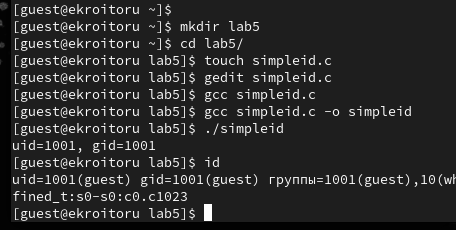 [guest@ekroitoru ~]$
[guest@ekroitoru ~]$ mkdir lab5
[guest@ekroitoru ~]$ cd lab5/
[guest@ekroitoru lab5]$ touch simpleid.c
[guest@ekroitoru lab5]$ gedit simpleid.c
[guest@ekroitoru lab5]$ gcc simpleid.c
[guest@ekroitoru lab5]$ gcc simpleid.c -o simpleid
[guest@ekroitoru lab5]$ ./simpleid
uid=1001, gid=1001
[guest@ekroitoru lab5]$ id
uid=1001(guest) gid=1001(guest) группы=1001(guest),10(wh
fined_t:s0-s0:c0.c1023
[guest@ekroitoru lab5]$